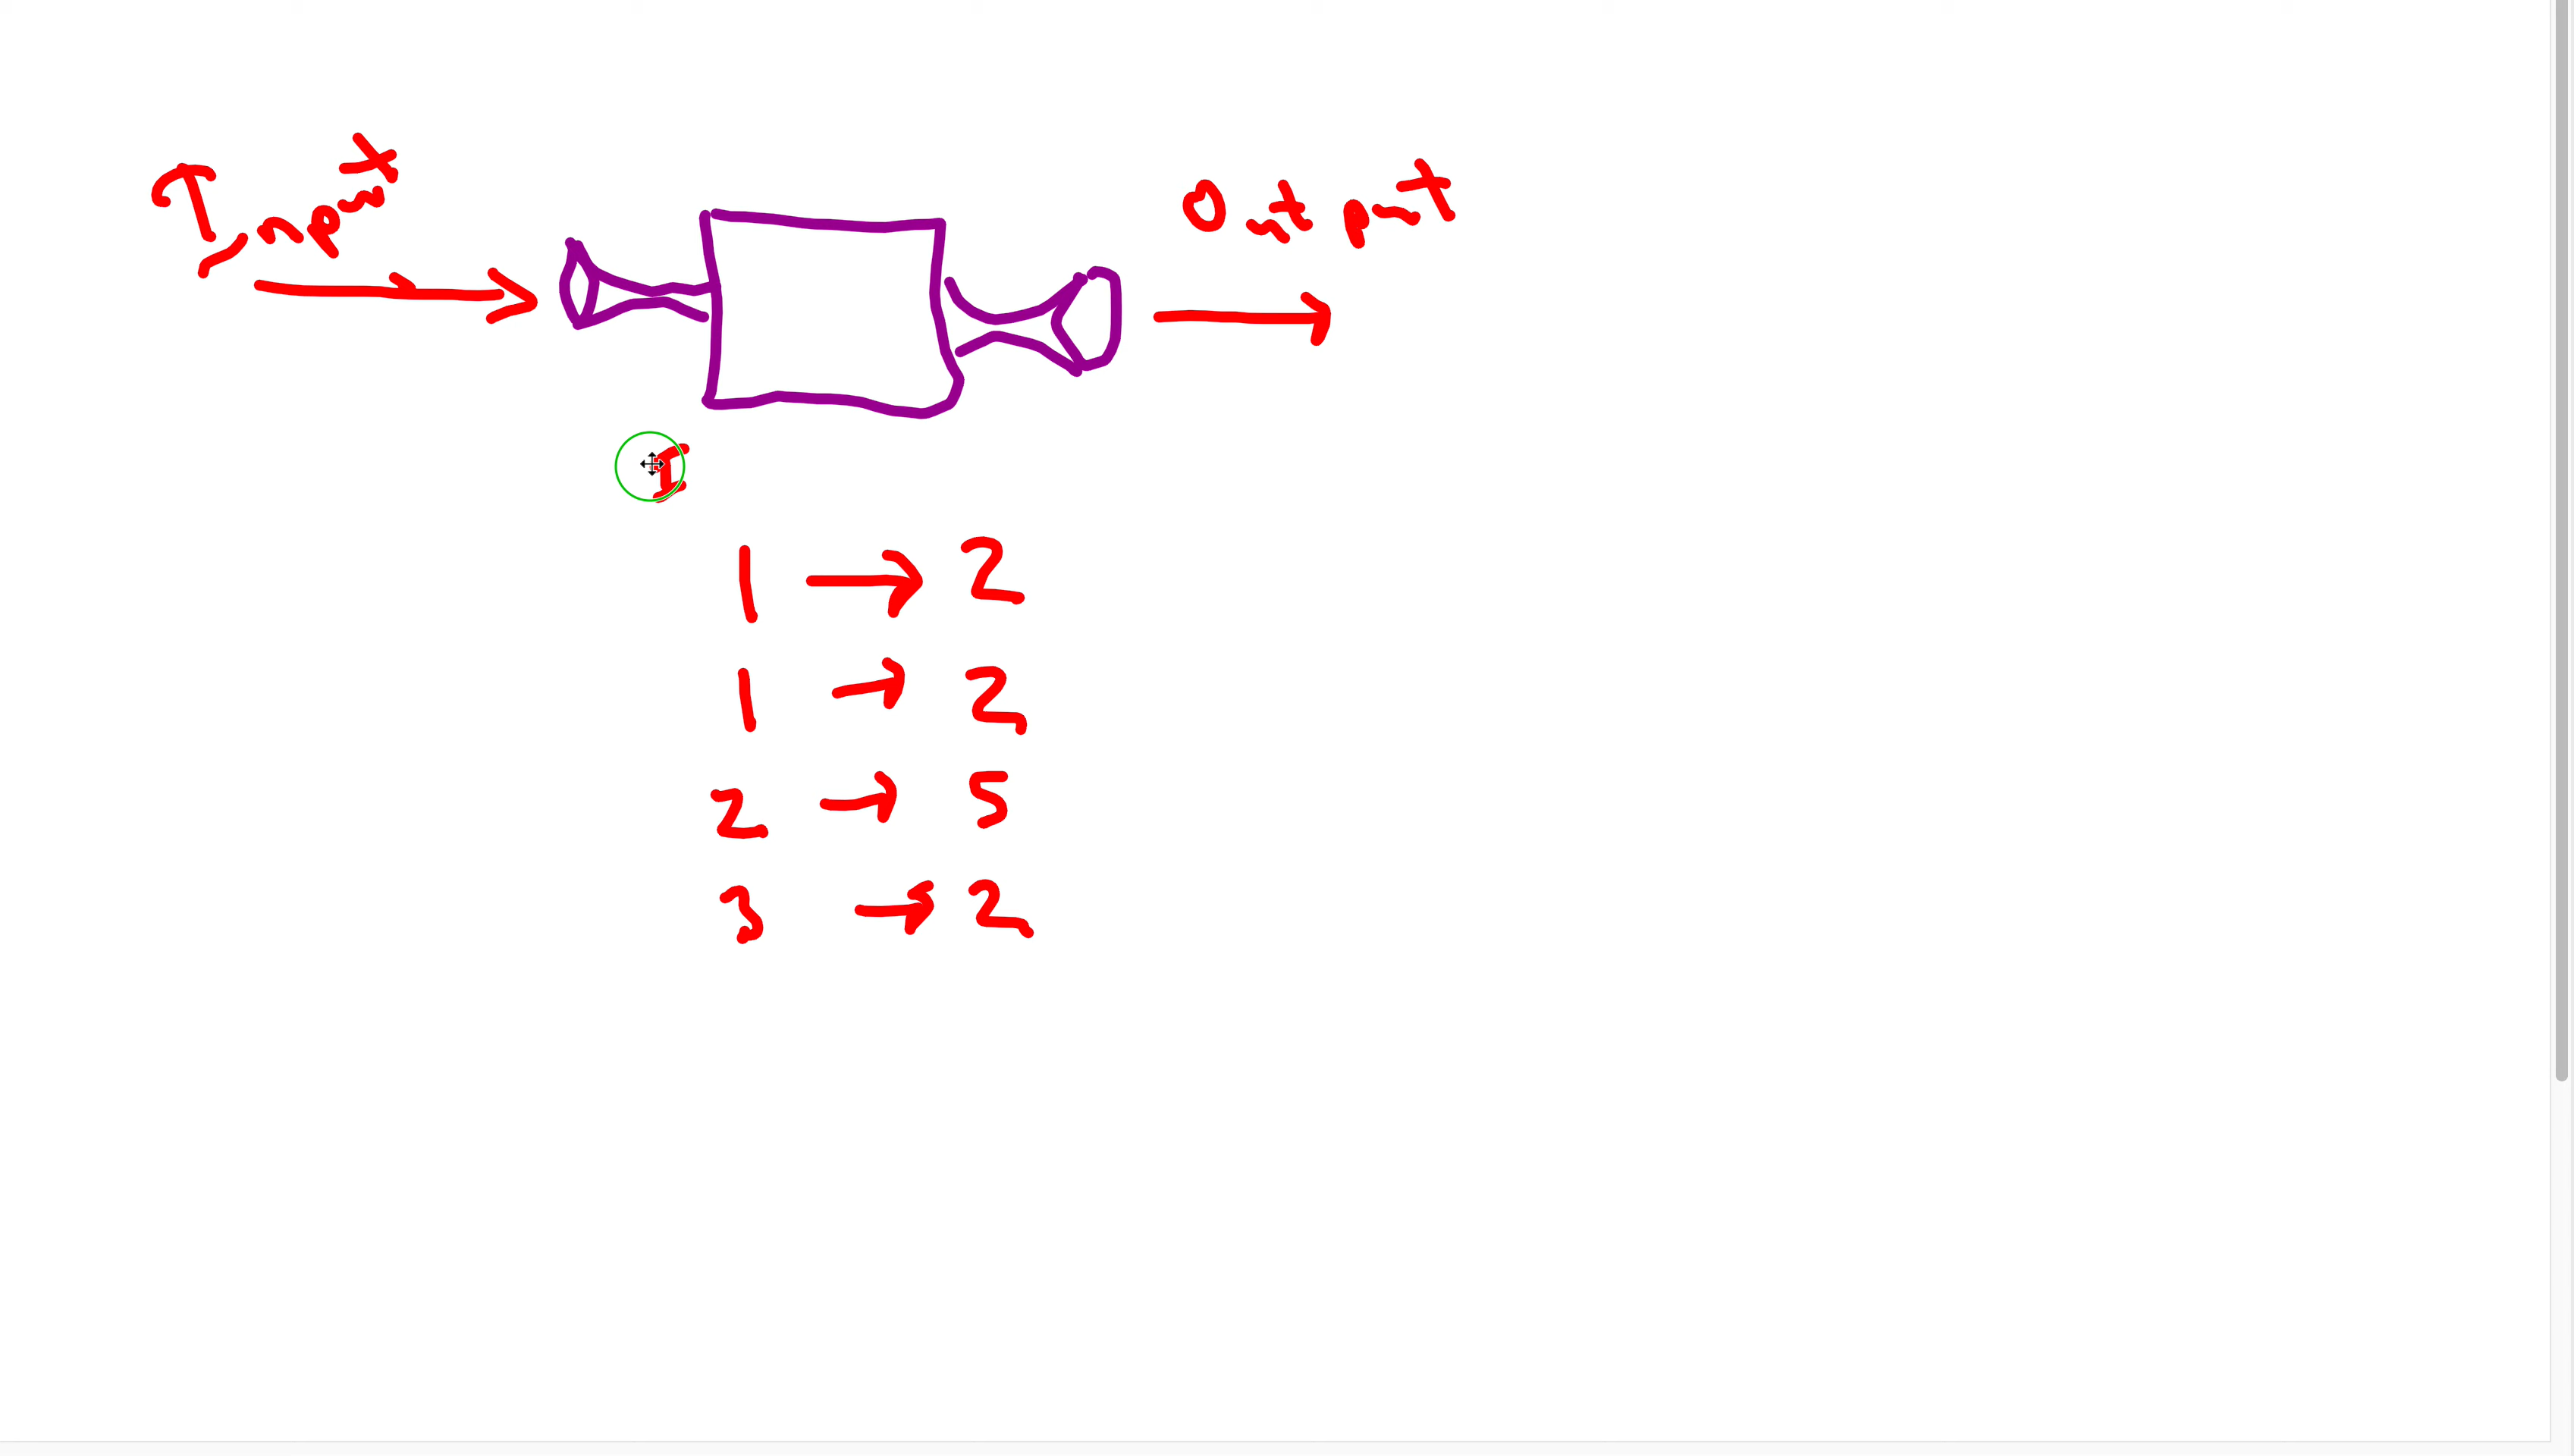 Input
Output
I
1 → 2
1 → 2
2 → 5
3 → 2